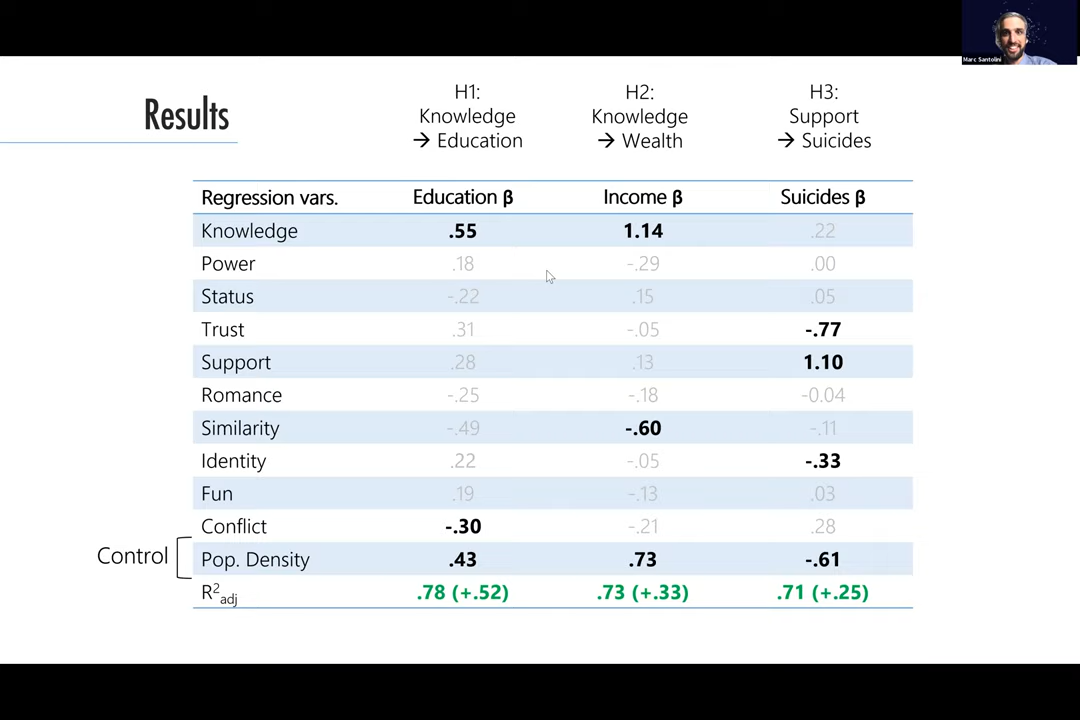 Marc Santolini
Results
H1:
Knowledge
→ Education
H2:
Knowledge
→ Wealth
H3:
Support
→ Suicides
Regression vars. Education β Income β Suicides β
Knowledge .55 1.14 .22
Power .18 -.29 .00
Status -.22 .15 .05
Trust .31 -.05 -.77
Support .28 .13 1.10
Romance -.25 -.18 -0.04
Similarity -.49 -.60 -.11
Identity .22 -.05 -.33
Fun .19 -.13 .03
Conflict -.30 -.21 .28
Control
Pop. Density .43 .73 -.61
R²adj .78 (+.52) .73 (+.33) .71 (+.25)